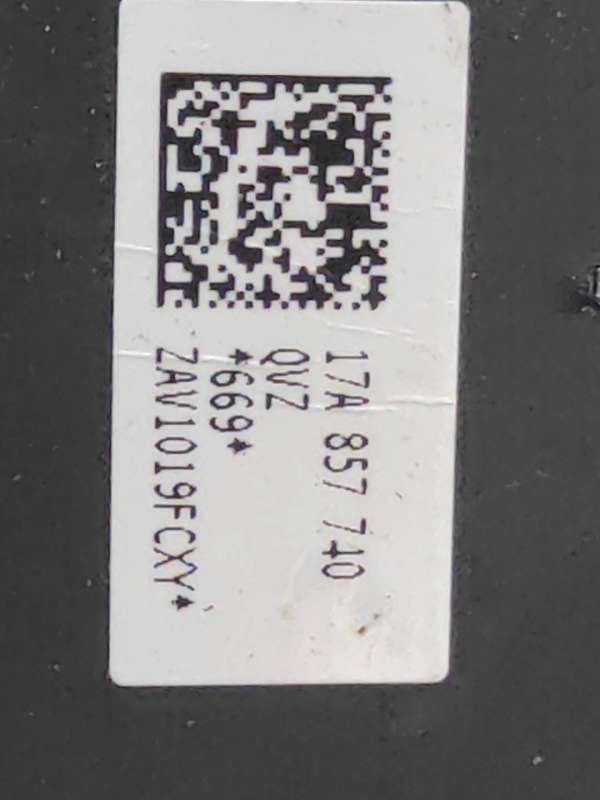 17A 857 740
QVZ
*669*
ZAV1019FCXY*